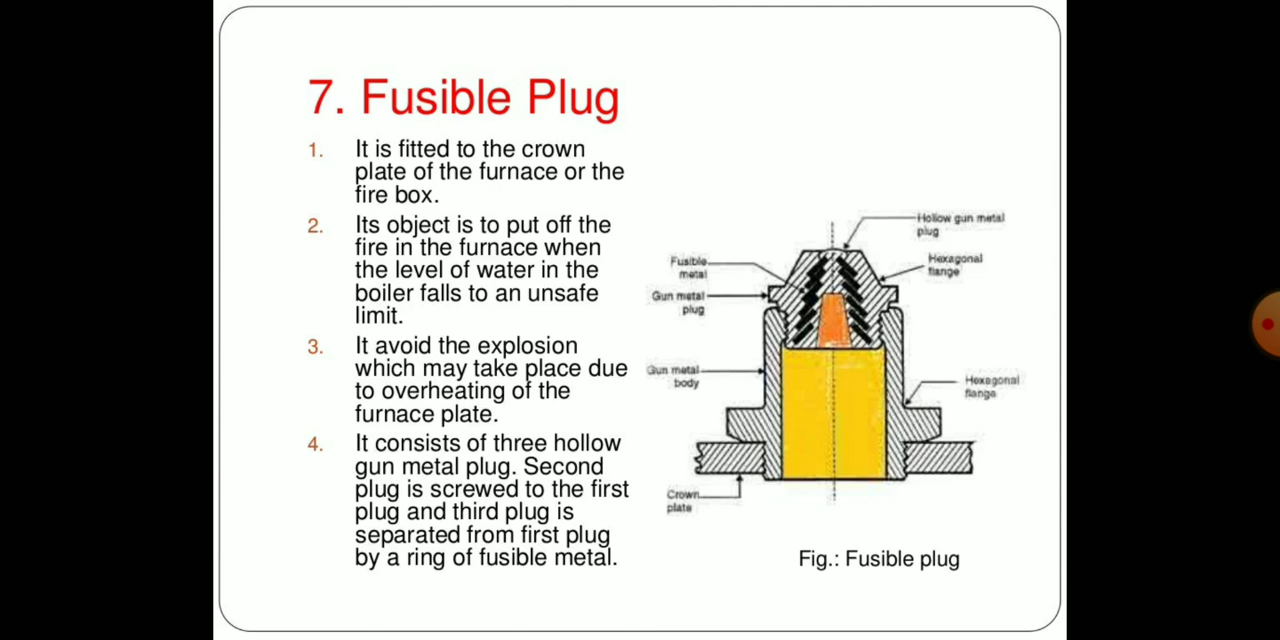 7. Fusible Plug
1. It is fitted to the crown
plate of the furnace or the
fire box.
2. Its object is to put off the
fire in the furnace when
the level of water in the
boiler falls to an unsafe
limit.
3. It avoid the explosion
which may take place due
to overheating of the
furnace plate.
4. It consists of three hollow
gun metal plug. Second
plug is screwed to the first
plug and third plug is
separated from first plug
by a ring of fusible metal.
Hollow gun metal
plug
Fusible
metal
Hexagonal
flange
Gun metal
plug
Gun metal
body
Hexagonal
flange
Crown
plate
Fig.: Fusible plug